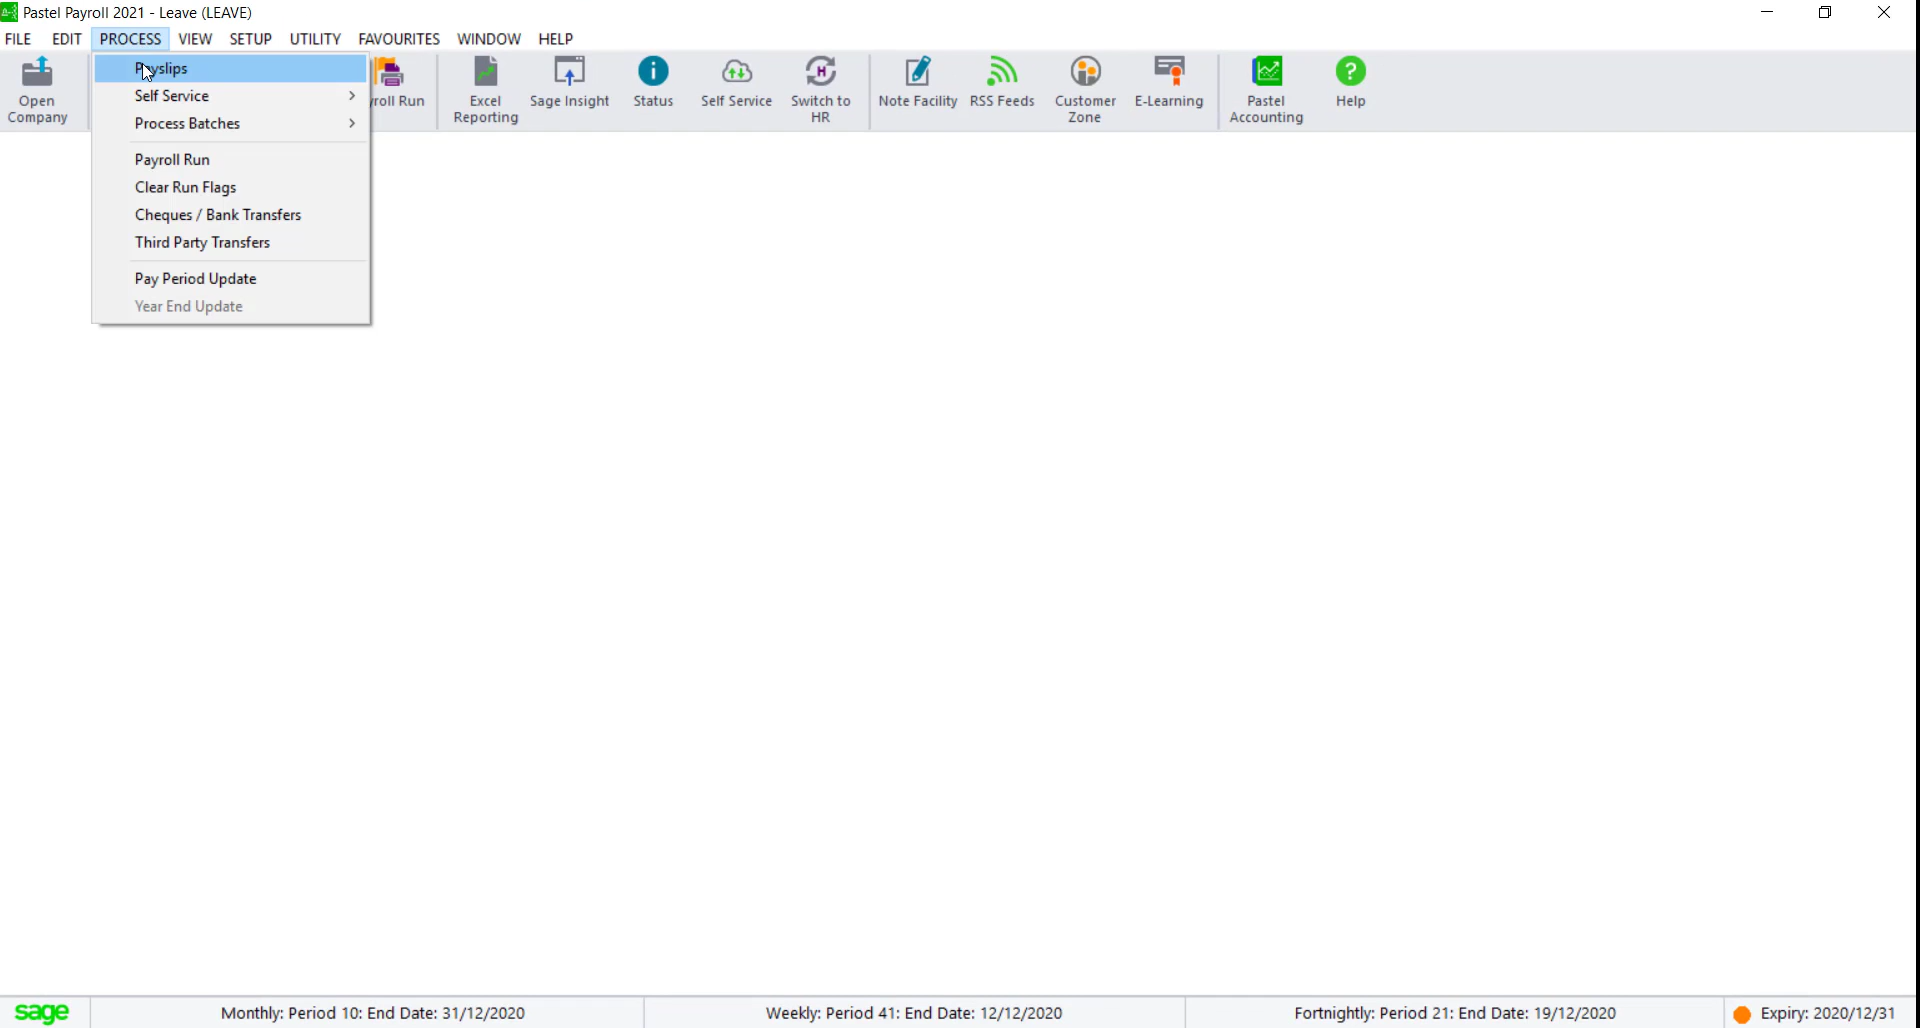 Pastel Payroll 2021 - Leave (LEAVE)
FILE EDIT PROCESS VIEW SETUP UTILITY FAVOURITES WINDOW HELP
Open Company
Payslips
Self Service
Process Batches
Payroll Run
Clear Run Flags
Cheques / Bank Transfers
Third Party Transfers
Pay Period Update
Year End Update
yroll Run
Excel Reporting
Sage Insight
Status
Self Service
Switch to HR
Note Facility
RSS Feeds
Customer Zone
E-Learning
Pastel Accounting
Help
sage
Monthly: Period 10: End Date: 31/12/2020
Weekly: Period 41: End Date: 12/12/2020
Fortnightly: Period 21: End Date: 19/12/2020
Expiry: 2020/12/31